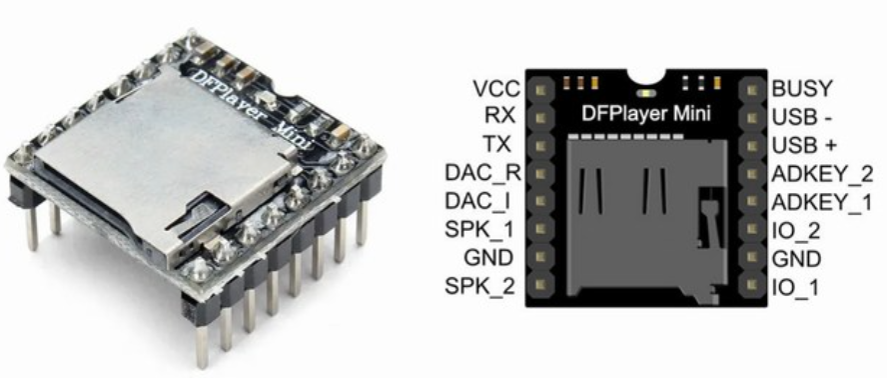 DFPlayer Mini
VCC
RX
TX
DAC_R
DAC_I
SPK_1
GND
SPK_2
DFPlayer Mini
BUSY
USB -
USB +
ADKEY_2
ADKEY_1
IO_2
GND
IO_1